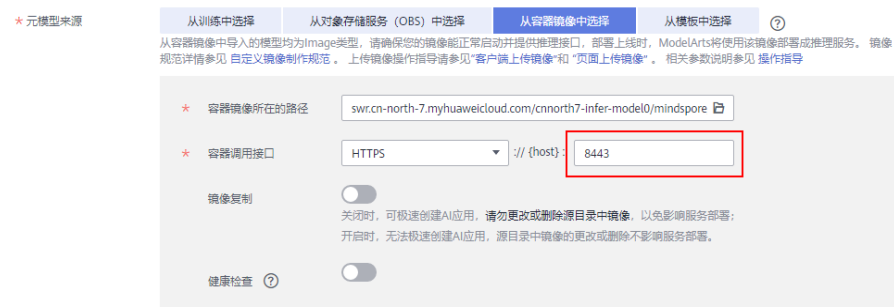 * 元模型来源
从训练中选择 从对象存储服务（OBS）中选择 从容器镜像中选择 从模板中选择 ?
从容器镜像中导入的模型均为Image类型，请确保您的镜像能正常启动并提供推理接口，部署上线时，ModelArts将使用该镜像部署成推理服务。 镜像
规范详情参见 自定义镜像制作规范 。 上传镜像操作指导请参见"客户端上传镜像"和 "页面上传镜像" 。 相关参数说明参见 操作指导
* 容器镜像所在的路径 swr.cn-north-7.myhuaweicloud.com/cnnorth7-infer-model0/mindspore
* 容器调用接口 HTTPS :// {host} : 8443
镜像复制
关闭时，可极速创建AI应用，请勿更改或删除源目录中镜像，以免影响服务部署；
开启时，无法极速创建AI应用，源目录中镜像的更改或删除不影响服务部署。
健康检查 ?